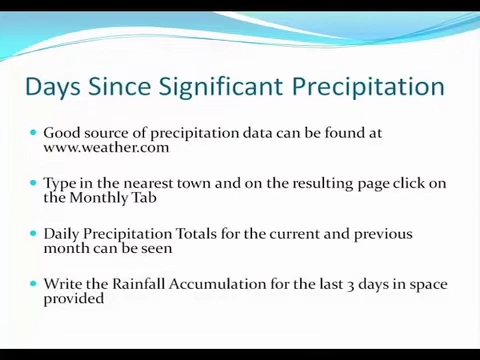 Days Since Significant Precipitation
Good source of precipitation data can be found at
www.weather.com
Type in the nearest town and on the resulting page click on
the Monthly Tab
Daily Precipitation Totals for the current and previous
month can be seen
Write the Rainfall Accumulation for the last 3 days in space
provided